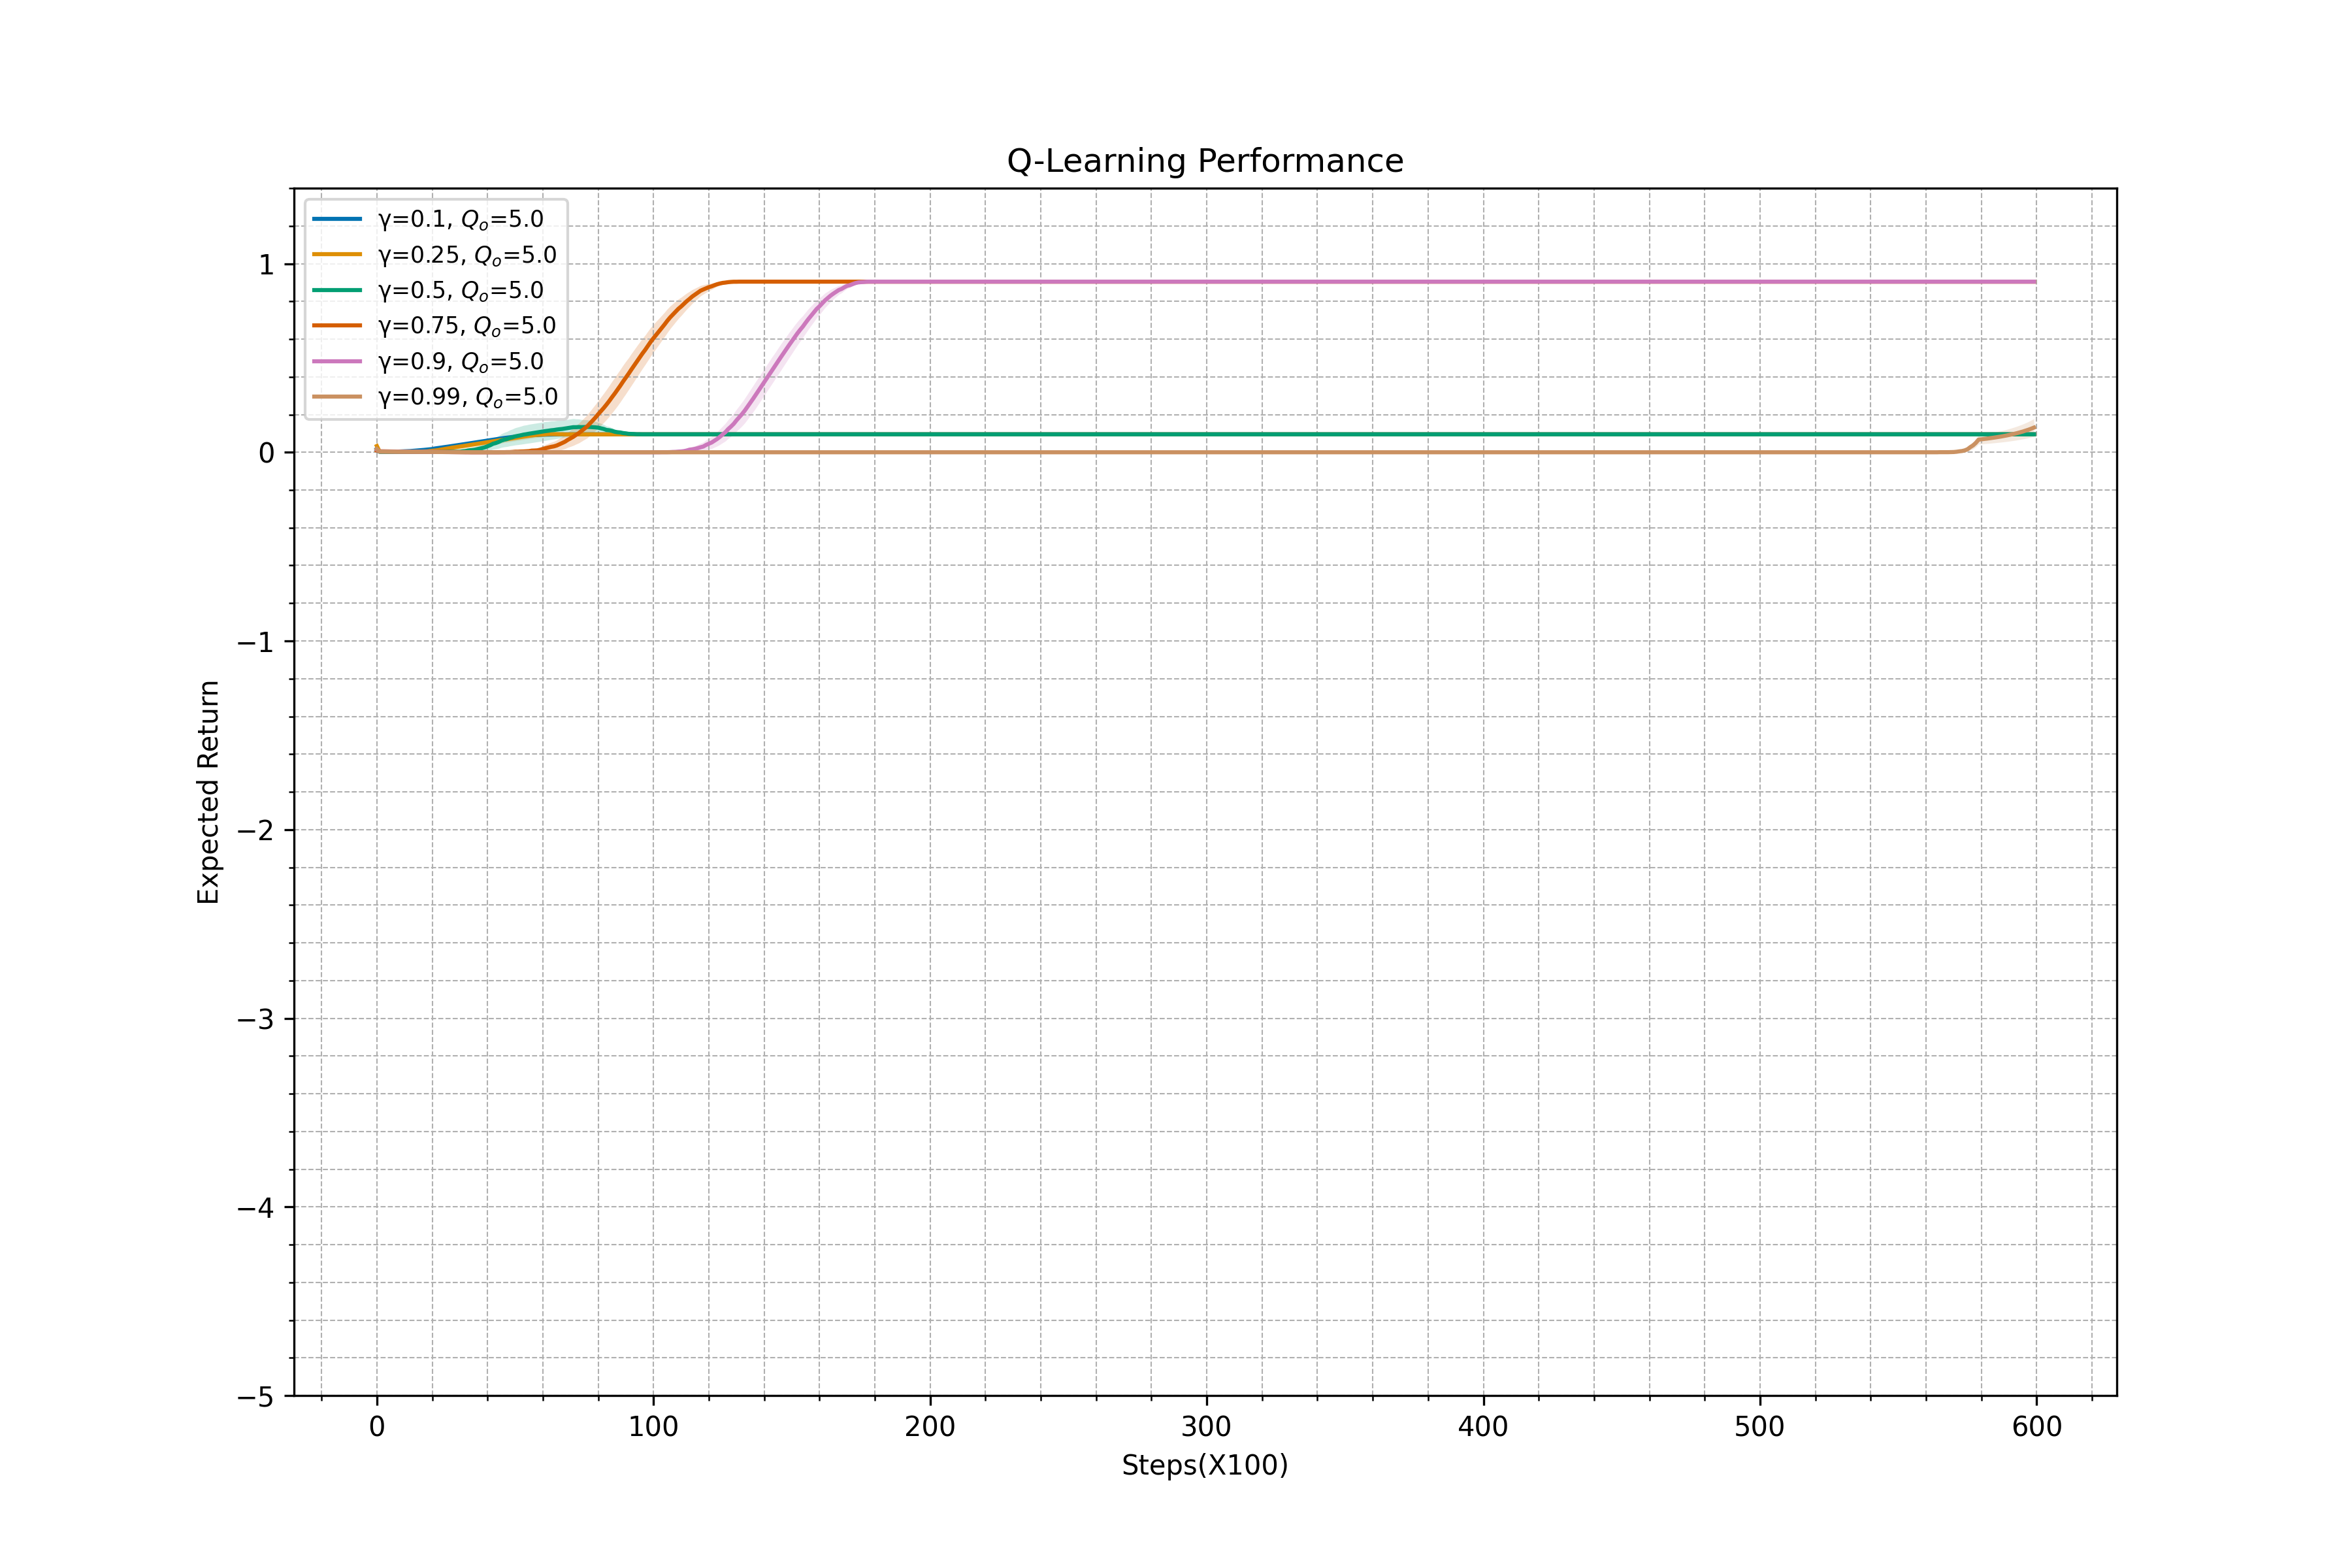 Q-Learning Performance
γ=0.1, Qₒ=5.0
γ=0.25, Qₒ=5.0
γ=0.5, Qₒ=5.0
γ=0.75, Qₒ=5.0
γ=0.9, Qₒ=5.0
γ=0.99, Qₒ=5.0
Expected Return
1
0
−1
−2
−3
−4
−5
0 100 200 300 400 500 600
Steps(X100)